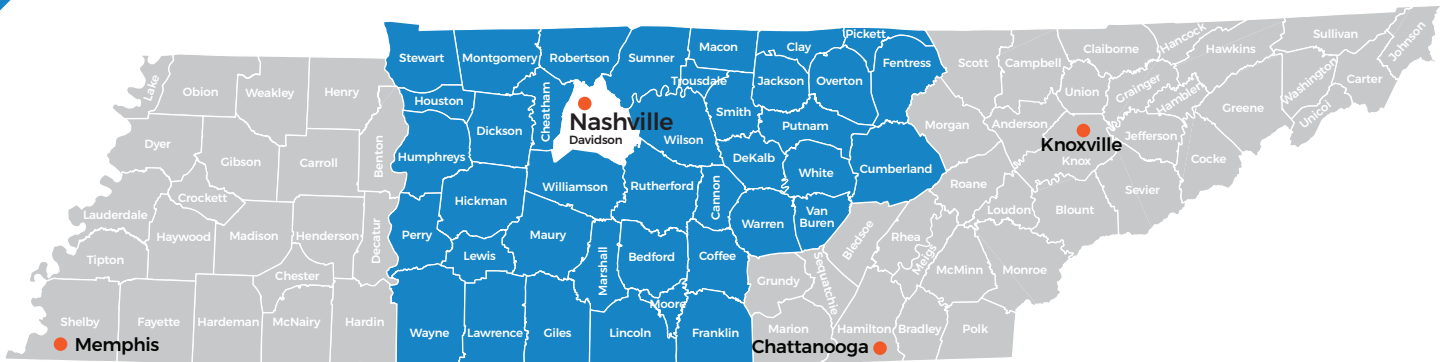 Stewart
Montgomery
Robertson
Sumner
Macon
Clay
Pickett
Fentress
Scott
Campbell
Claiborne
Hancock
Hawkins
Sullivan
Johnson
Lake
Obion
Weakley
Henry
Houston
Dickson
Cheatham
Nashville
Davidson
Trousdale
Wilson
Smith
Jackson
Overton
Putnam
Morgan
Anderson
Union
Grainger
Hamblen
Greene
Washington
Unicoi
Carter
Dyer
Gibson
Carroll
Benton
Humphreys
Hickman
Williamson
Rutherford
Cannon
DeKalb
White
Cumberland
Roane
Knoxville
Knox
Jefferson
Cocke
Sevier
Blount
Loudon
Lauderdale
Crockett
Haywood
Madison
Henderson
Decatur
Perry
Lewis
Maury
Marshall
Bedford
Coffee
Warren
Van
Buren
Bledsoe
Rhea
Meigs
McMinn
Monroe
Tipton
Chester
Moore
Grundy
Sequatchie
Shelby
Fayette
Hardeman
McNairy
Hardin
Wayne
Lawrence
Giles
Lincoln
Franklin
Marion
Hamilton
Bradley
Polk
Memphis
Chattanooga